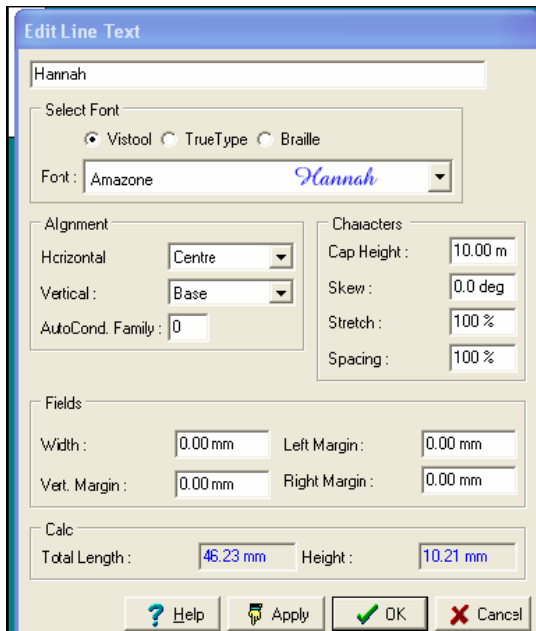 Edit Line Text
Hannah
Select Font
Vistool TrueType Braille
Font : Amazone Hannah
Alignment
Horizontal Centre
Vertical : Base
AutoCond. Family : 0
Characters
Cap Height : 10.00 m
Skew : 0.0 deg
Stretch : 100 %
Spacing : 100 %
Fields
Width : 0.00 mm Left Margin : 0.00 mm
Vert. Margin : 0.00 mm Right Margin : 0.00 mm
Calc
Total Length : 46.23 mm Height : 10.21 mm
? Help Apply OK Cancel